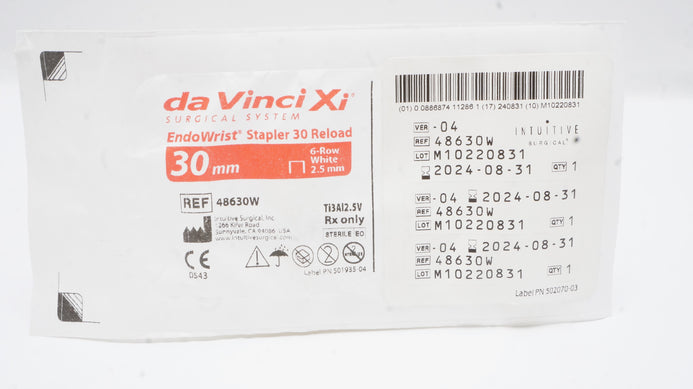 da Vinci Xi®
SURGICAL SYSTEM
EndoWrist® Stapler 30 Reload
30 mm
6-Row
White
2.5 mm
REF 48630W
Ti3Al2.5V
Rx only
Intuitive Surgical, Inc.
1266 Kifer Road
Sunnyvale, CA 94086 USA
www.intuitivesurgical.com
STERILE EO
CE
0543
Label PN 501935-04
(01) 0 0886874 11286 1 (17) 240831 (10) M10220831
VER -04
INTUITIVE
SURGICAL®
REF 48630W
LOT M10220831
2024-08-31 QTY 1
VER -04 2024-08-31
REF 48630W
LOT M10220831 QTY 1
VER -04 2024-08-31
REF 48630W
LOT M10220831 QTY 1
Label PN 502070-03